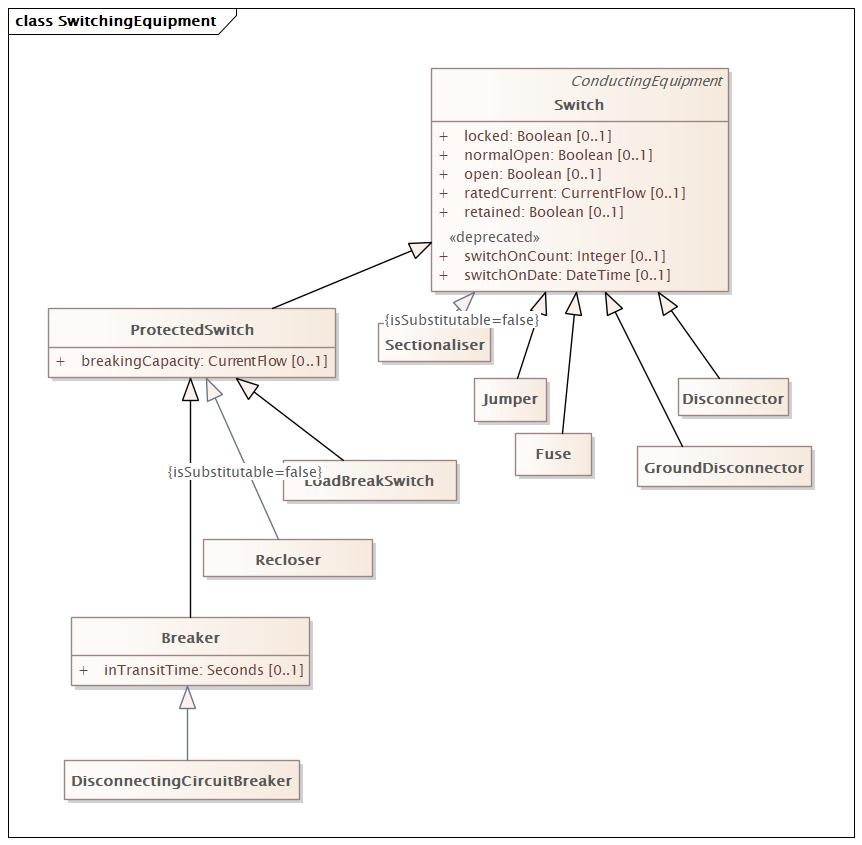 class SwitchingEquipment
ConductingEquipment
Switch
+ locked: Boolean [0..1]
+ normalOpen: Boolean [0..1]
+ open: Boolean [0..1]
+ ratedCurrent: CurrentFlow [0..1]
+ retained: Boolean [0..1]
«deprecated»
+ switchOnCount: Integer [0..1]
+ switchOnDate: DateTime [0..1]
ProtectedSwitch
+ breakingCapacity: CurrentFlow [0..1]
{isSubstitutable=false}
Sectionaliser
Jumper
Disconnector
Fuse
GroundDisconnector
{isSubstitutable=false}
LoadBreakSwitch
Recloser
Breaker
+ inTransitTime: Seconds [0..1]
DisconnectingCircuitBreaker